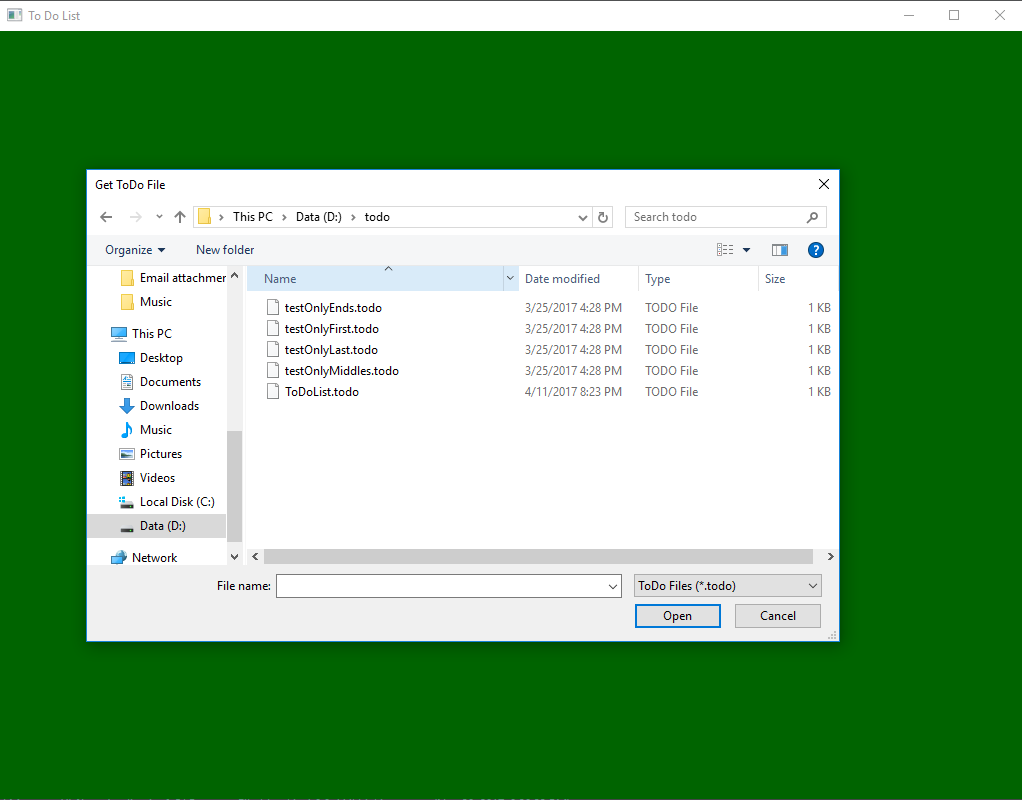 To Do List
Get ToDo File
This PC > Data (D:) > todo
Search todo
Organize
New folder
Name Date modified Type Size
Email attachmer
Music
This PC
Desktop
Documents
Downloads
Music
Pictures
Videos
Local Disk (C:)
Data (D:)
Network
testOnlyEnds.todo 3/25/2017 4:28 PM TODO File 1 KB
testOnlyFirst.todo 3/25/2017 4:28 PM TODO File 1 KB
testOnlyLast.todo 3/25/2017 4:28 PM TODO File 1 KB
testOnlyMiddles.todo 3/25/2017 4:28 PM TODO File 1 KB
ToDoList.todo 4/11/2017 8:23 PM TODO File 1 KB
File name:
ToDo Files (*.todo)
Open
Cancel